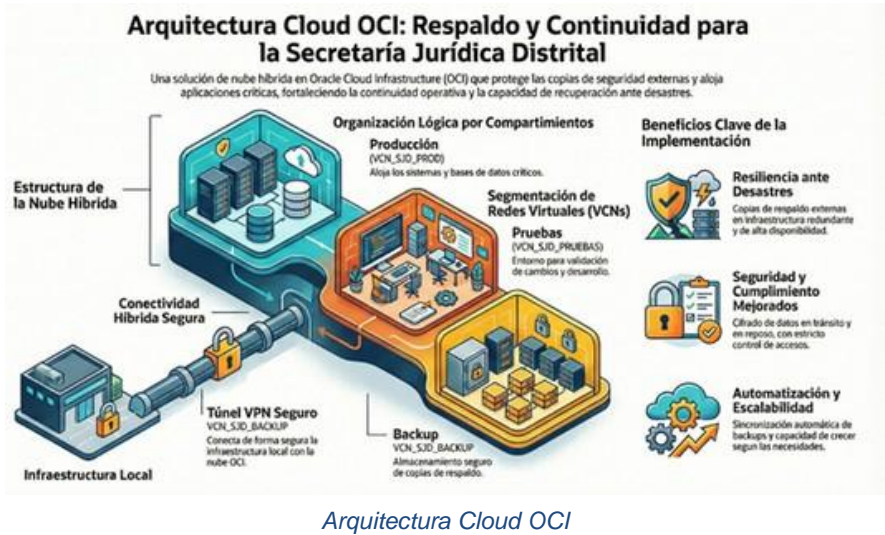 Arquitectura Cloud OCI: Respaldo y Continuidad para
la Secretaría Jurídica Distrital
Una solución de nube híbrida en Oracle Cloud Infrastructure (OCI) que protege las copias de seguridad externas y aloja
aplicaciones críticas, fortaleciendo la continuidad operativa y la capacidad de recuperación ante desastres.
Estructura de
la Nube Híbrida
Organización Lógica por Compartimientos
Producción
(VCN_SJD_PROD)
Aloja los sistemas y bases de datos críticos.
Segmentación de
Redes Virtuales (VCNs)
Pruebas
(VCN_SJD_PRUEBAS)
Entorno para validación
de cambios y desarrollo.
Conectividad
Híbrida Segura
Túnel VPN Seguro
VCN_SJD_BACKUP
Conecta de forma segura la
infraestructura local con la
nube OCI.
Infraestructura Local
Backup
VCN_SJD_BACKUP
Almacenamiento seguro
de copias de respaldo.
Beneficios Clave de la
Implementación
Resiliencia ante
Desastres
Copias de respaldo externas
en infraestructura redundante
y de alta disponibilidad.
Seguridad y
Cumplimiento
Mejorados
Cifrado de datos en tránsito y
en reposo, con estricto
control de accesos.
Automatización y
Escalabilidad
Sincronización automática de
backups y capacidad de crecer
segun las necesidades.
Arquitectura Cloud OCI